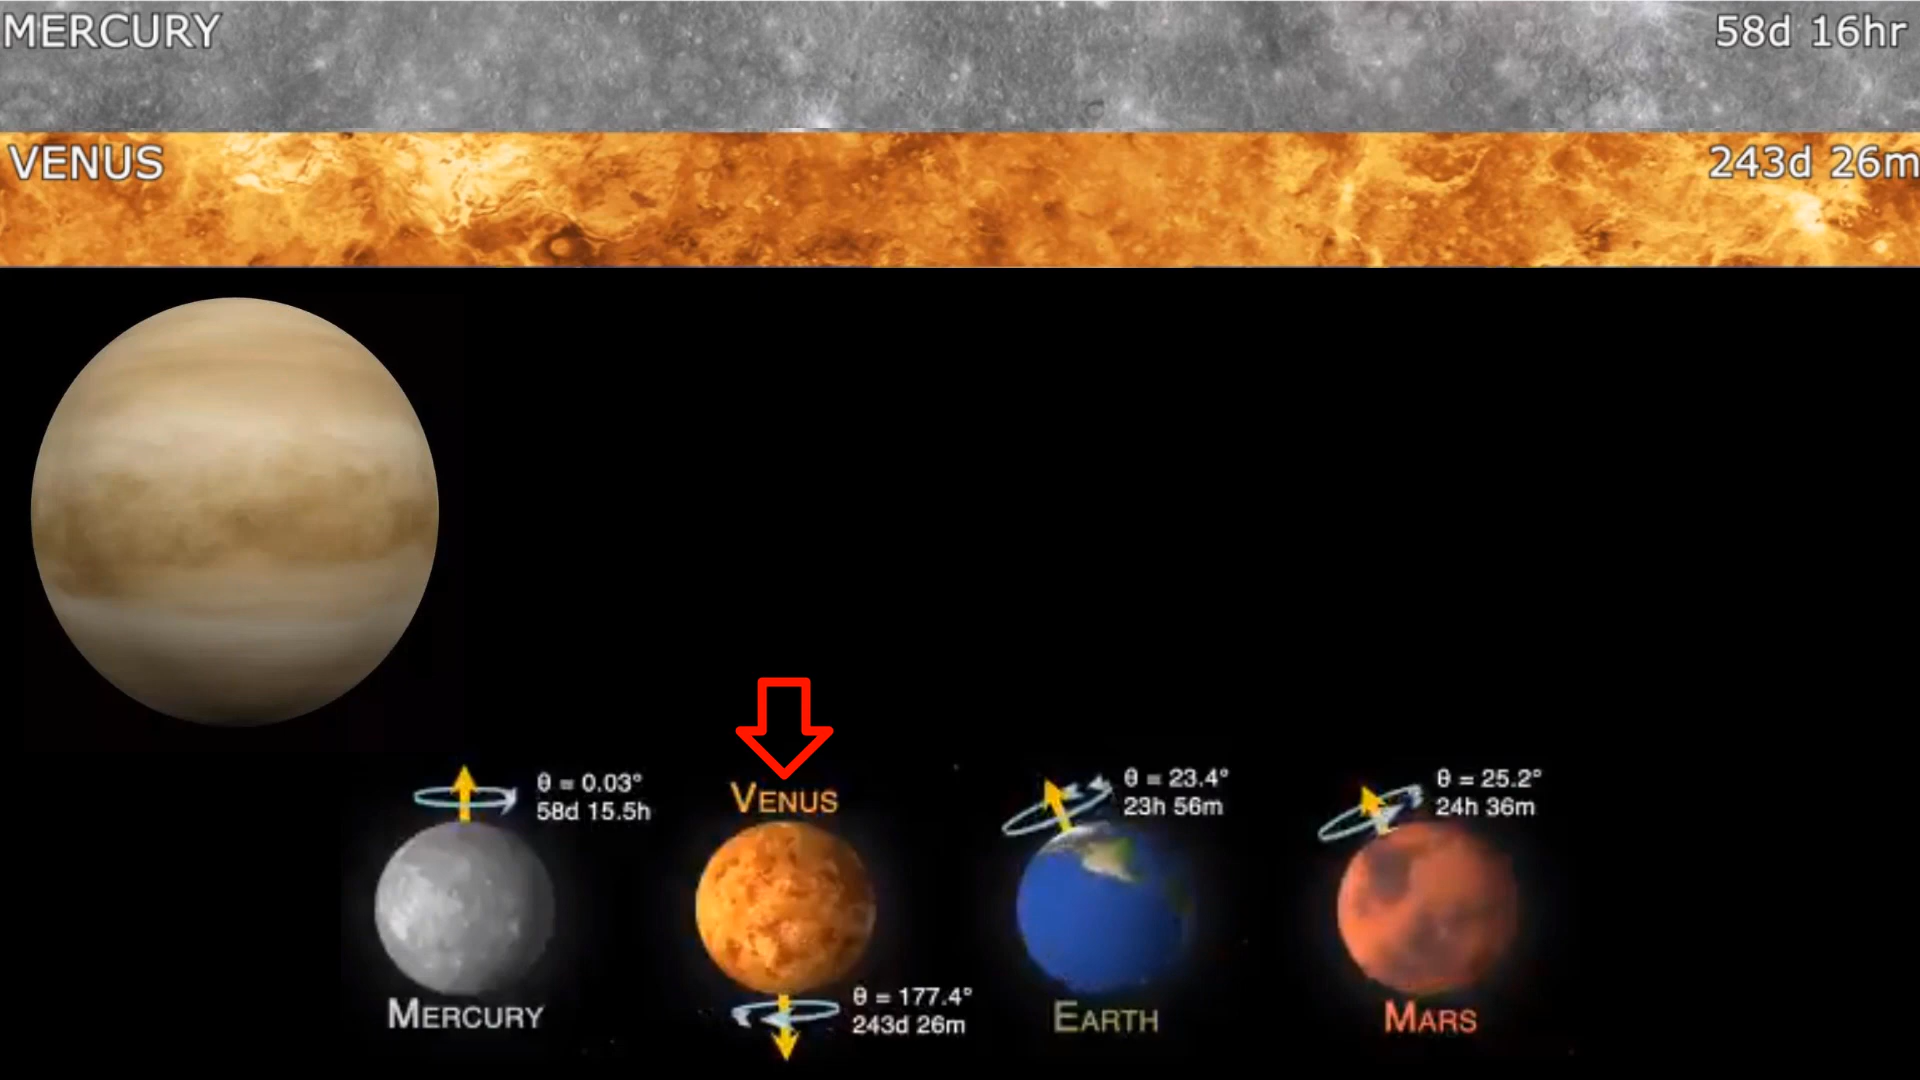 MERCURY
58d 16hr
VENUS
243d 26m
θ = 0.03°
58d 15.5h
MERCURY
VENUS
θ = 177.4°
243d 26m
θ = 23.4°
23h 56m
EARTH
θ = 25.2°
24h 36m
MARS